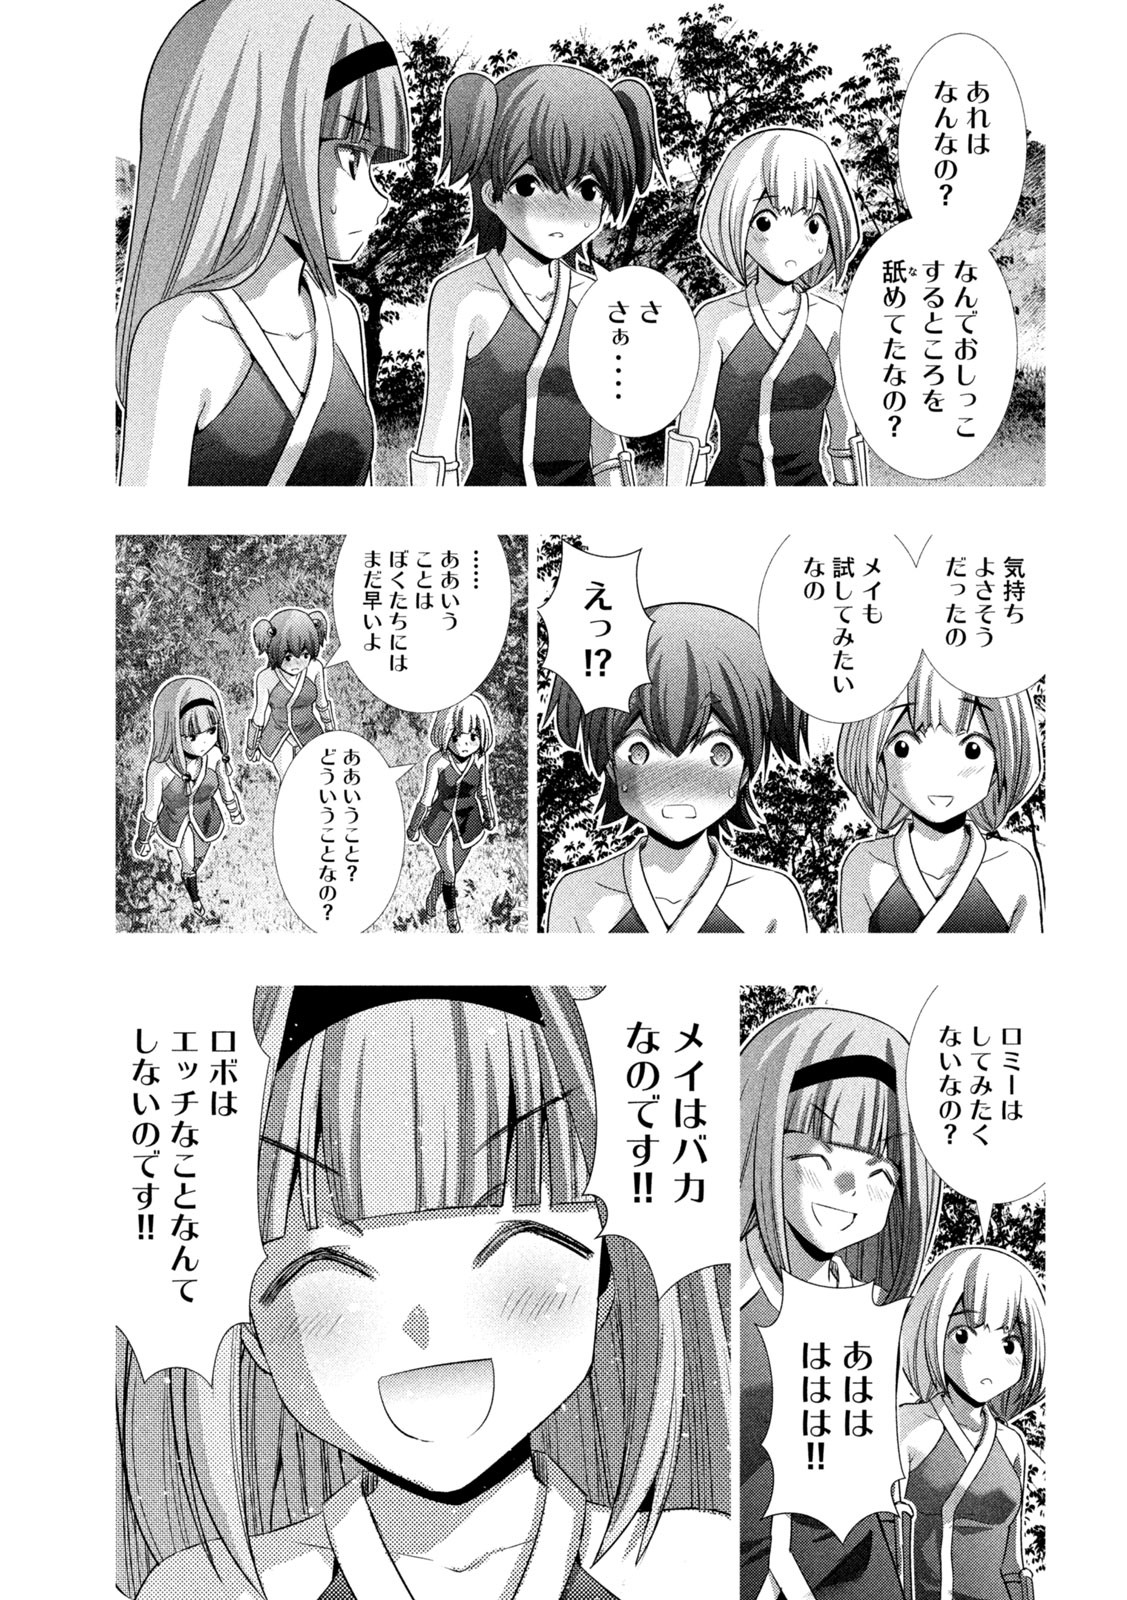 あれは
なんなの？
なんでおしっこ
するところを
舐めてたなの？
な
さ
さぁ・・・・
気持ち
よさそう
だったの
メイも
試してみたい
なの
えっ!?
……
ああいう
ことは
ぼくたちには
まだ早いよ
ああいうこと？
どういうことなの？
ロミーは
してみたく
ないなの？
あはは
ははは!!
メイはバカ
なのです!!
ロボは
エッチなことなんて
しないのです!!